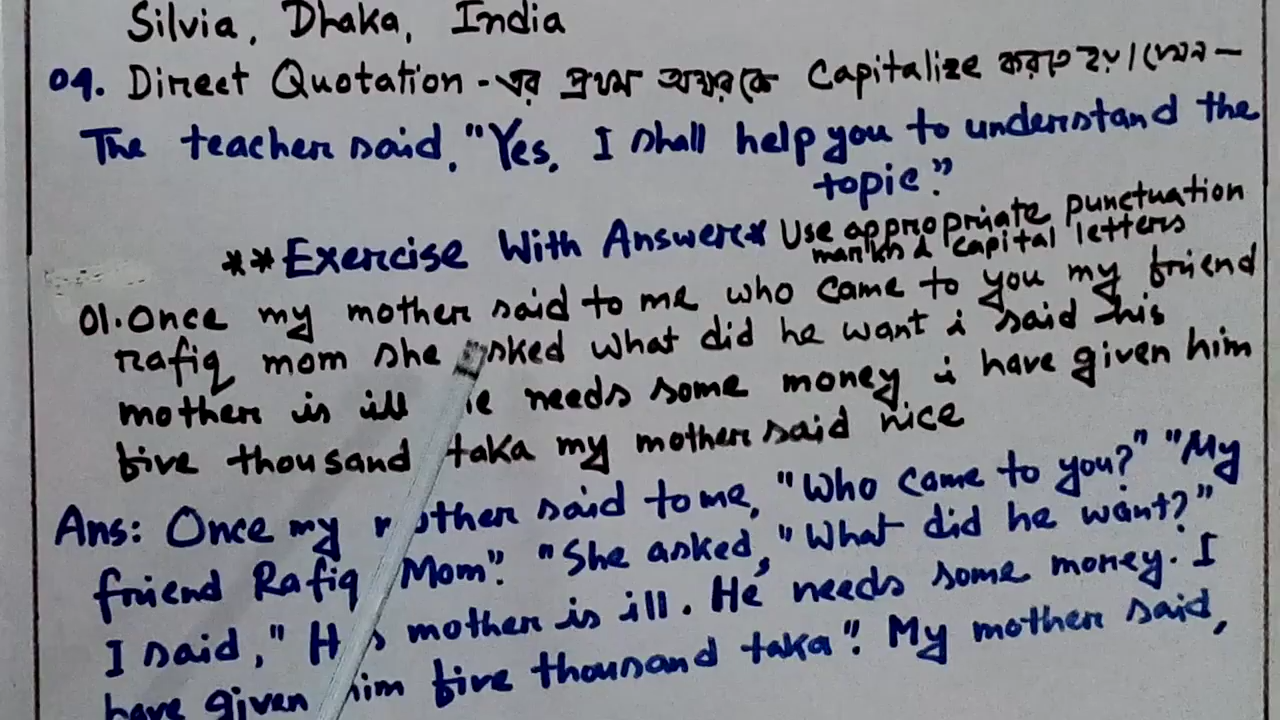 Silvia, Dhaka, India
04. Direct Quotation -এর প্রথম অক্ষরকে Capitalize করতে হয়। যেমন—
The teacher said, "Yes, I shall help you to understand the
topic."
**Exercise With Answer* Use appropriate punctuation
marks & capital letters
01. Once my mother said to me who came to you my friend
rafiq mom she asked what did he want i said his
mother is ill he needs some money i have given him
five thousand taka my mother said nice
Ans: Once my mother said to me, "Who came to you?" "My
friend Rafiq Mom". "She asked, "What did he want?"
I said, "His mother is ill. He needs some money. I
have given him five thousand taka". My mother said,